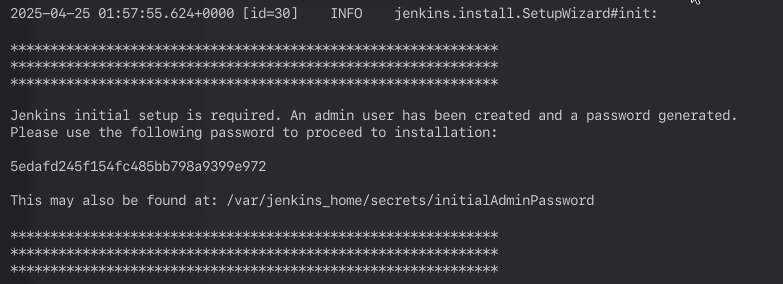 2025-04-25 01:57:55.624+0000 [id=30]    INFO    jenkins.install.SetupWizard#init:
*************************************************************
*************************************************************
*************************************************************
Jenkins initial setup is required. An admin user has been created and a password generated.
Please use the following password to proceed to installation:
5edafd245f154fc485bb798a9399e972
This may also be found at: /var/jenkins_home/secrets/initialAdminPassword
*************************************************************
*************************************************************
*************************************************************